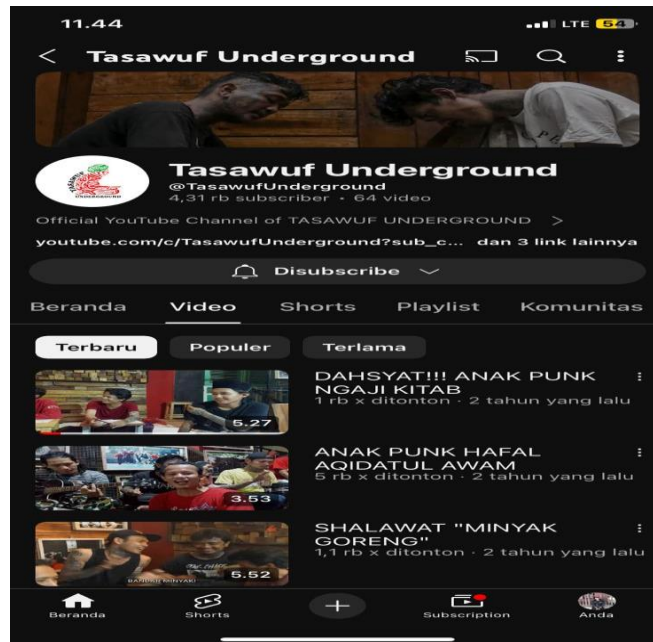 11.44
LTE 54
Tasawuf Underground
Tasawuf Underground
@TasawufUnderground
4,31 rb subscriber • 64 video
Official YouTube Channel of TASAWUF UNDERGROUND >
youtube.com/c/TasawufUnderground?sub_c... dan 3 link lainnya
Disubscribe
Beranda Video Shorts Playlist Komunitas
Terbaru Populer Terlama
DAHSYAT!!! ANAK PUNK
NGAJI KITAB
1 rb x ditonton · 2 tahun yang lalu
5.27
ANAK PUNK HAFAL
AQIDATUL AWAM
5 rb x ditonton · 2 tahun yang lalu
3.53
SHALAWAT "MINYAK
GORENG"
1,1 rb x ditonton · 2 tahun yang lalu
5.52
Beranda Shorts Subscription Anda